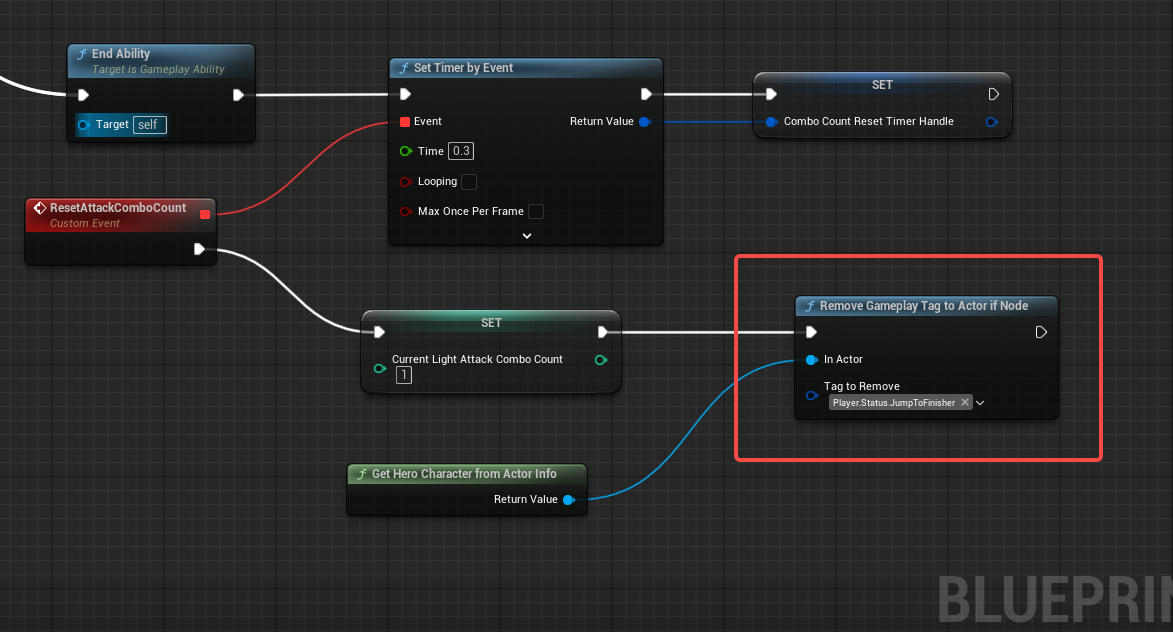 End Ability
Target is Gameplay Ability
Target self
Set Timer by Event
Event
Return Value
Time 0.3
Looping
Max Once Per Frame
SET
Combo Count Reset Timer Handle
ResetAttackComboCount
Custom Event
SET
Current Light Attack Combo Count
1
Remove Gameplay Tag to Actor if Node
In Actor
Tag to Remove
Player.Status.JumpToFinisher
Get Hero Character from Actor Info
Return Value
BLUEPRIN